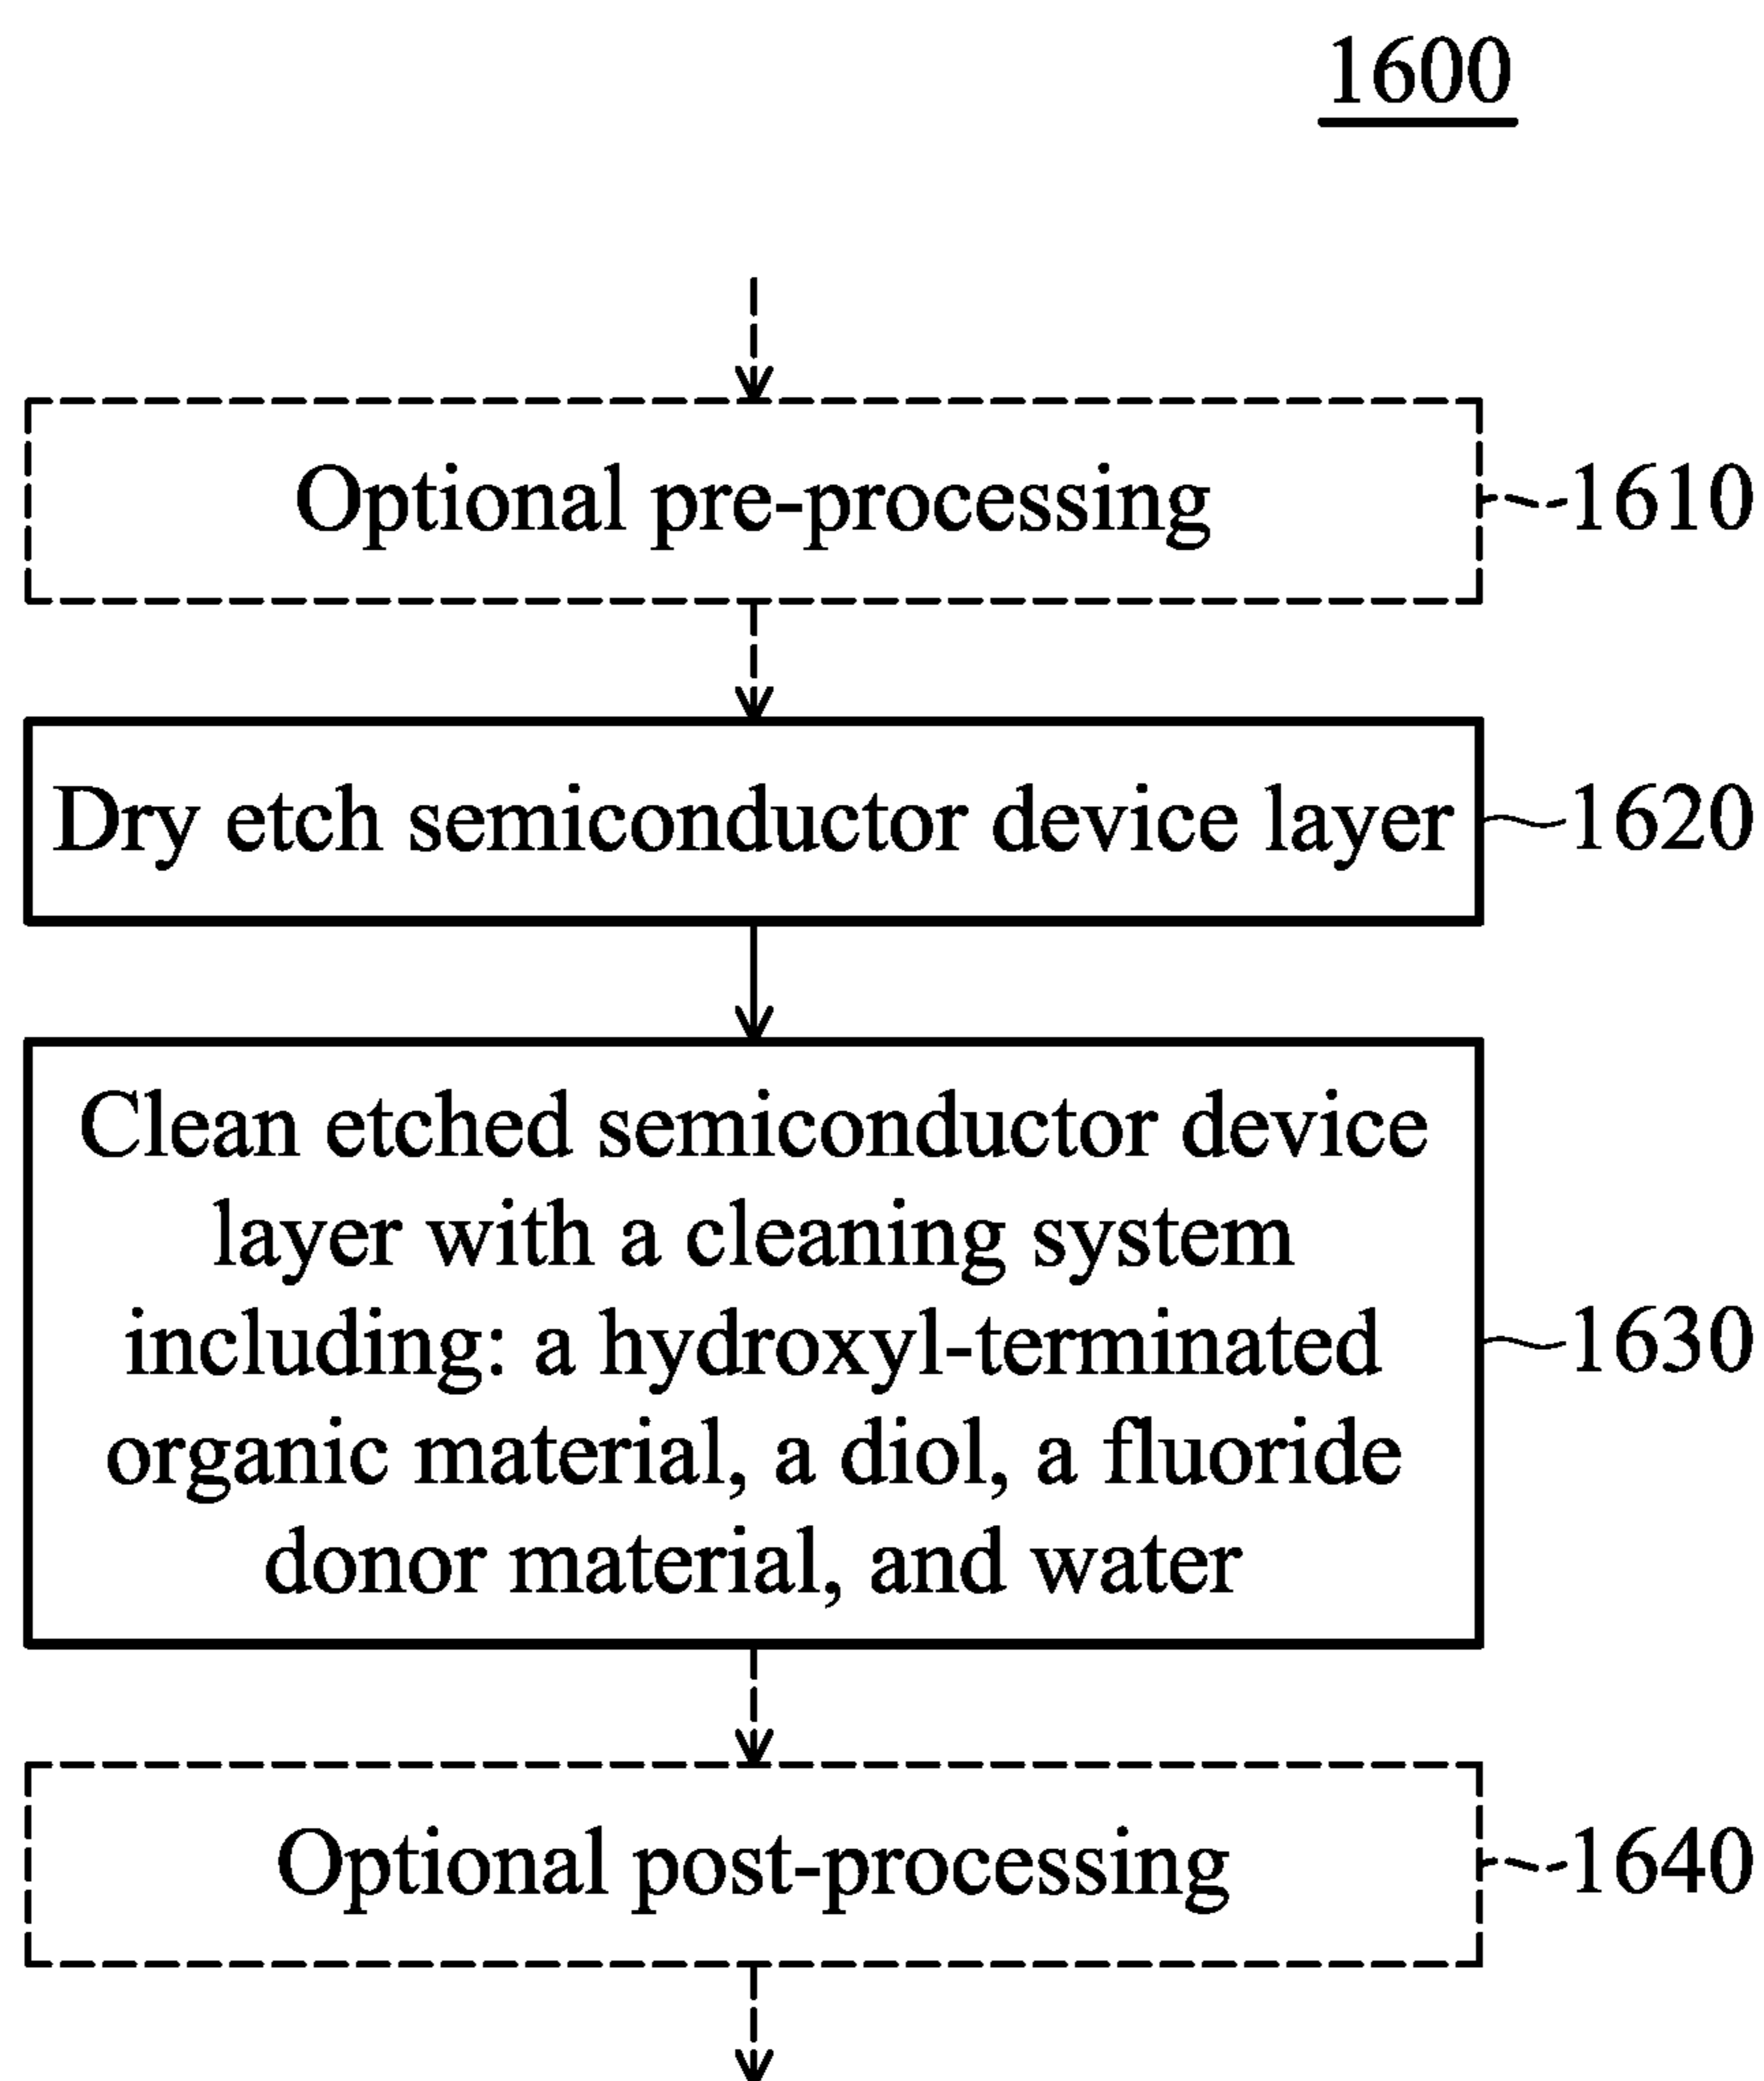 1600
Optional pre-processing
1610
Dry etch semiconductor device layer
1620
Clean etched semiconductor device
layer with a cleaning system
including: a hydroxyl-terminated
organic material, a diol, a fluoride
donor material, and water
1630
Optional post-processing
1640